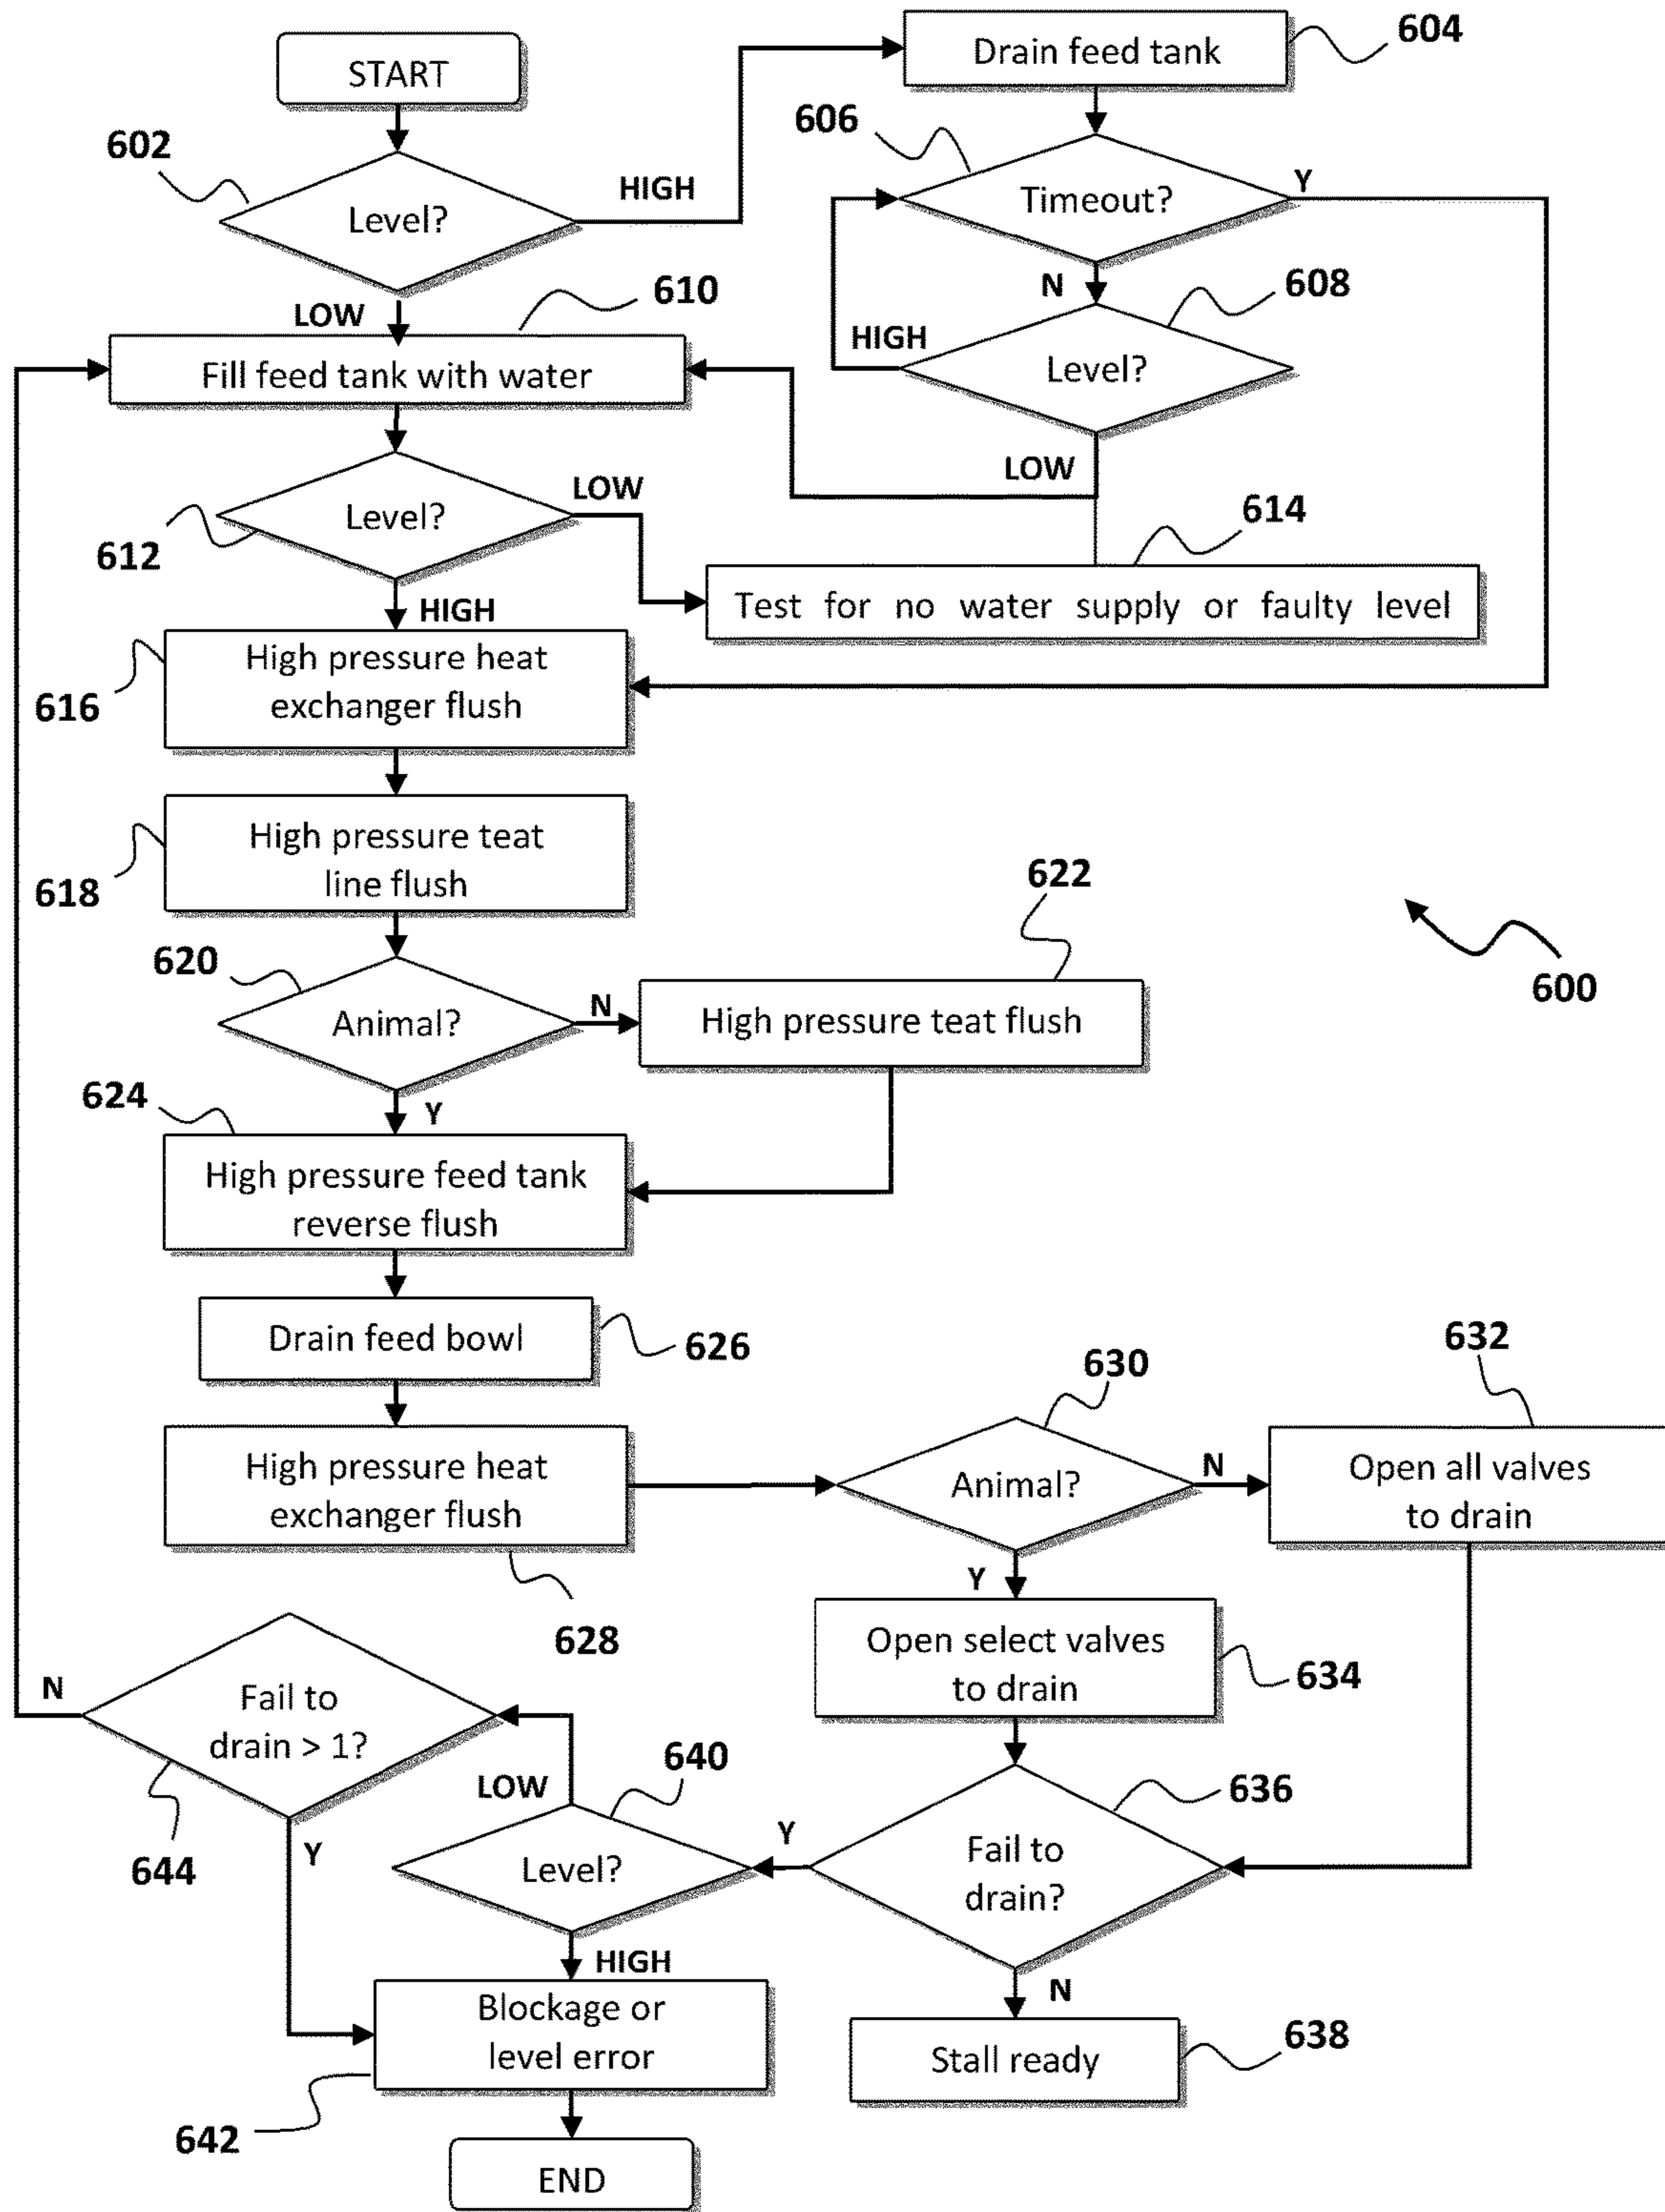 START
Drain feed tank
604
602
606
Level?
HIGH
Timeout?
Y
N
608
LOW
610
HIGH
Level?
Fill feed tank with water
LOW
Level?
LOW
612
614
HIGH
Test for no water supply or faulty level
High pressure heat
exchanger flush
616
High pressure teat
line flush
618
622
620
Animal?
N
High pressure teat flush
600
624
Y
High pressure feed tank
reverse flush
Drain feed bowl
626
630
632
High pressure heat
exchanger flush
Animal?
N
Open all valves
to drain
628
Y
Open select valves
to drain
634
N
Fail to
drain > 1?
644
Y
LOW
640
Level?
Y
636
Fail to
drain?
HIGH
N
Blockage or
level error
642
Stall ready
638
END